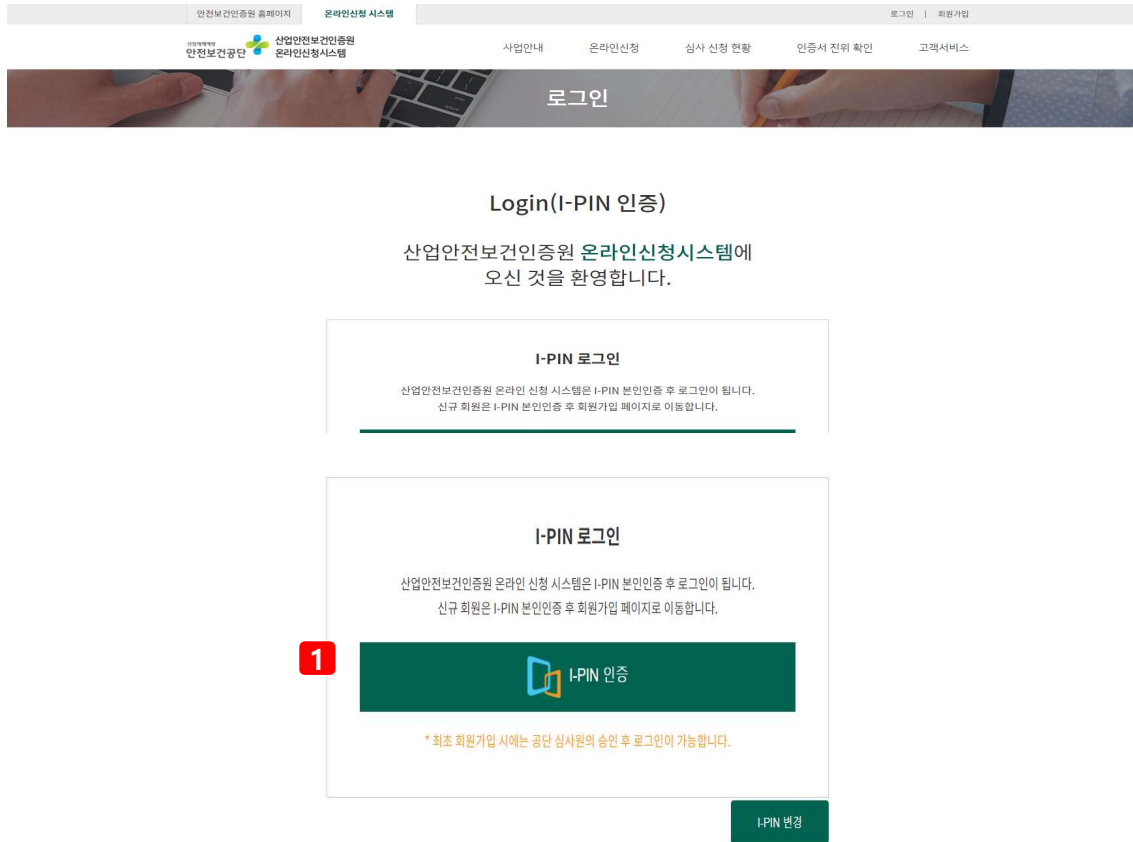 안전보건인증원 홈페이지
온라인신청 시스템
로그인 | 회원가입
산업재해예방
안전보건공단
산업안전보건인증원
온라인신청시스템
사업안내
온라인신청
심사 신청 현황
인증서 진위 확인
고객서비스
로그인
Login(I-PIN 인증)
산업안전보건인증원 온라인신청시스템에
오신 것을 환영합니다.
I-PIN 로그인
산업안전보건인증원 온라인 신청 시스템은 I-PIN 본인인증 후 로그인이 됩니다.
신규 회원은 I-PIN 본인인증 후 회원가입 페이지로 이동합니다.
I-PIN 로그인
산업안전보건인증원 온라인 신청 시스템은 I-PIN 본인인증 후 로그인이 됩니다.
신규 회원은 I-PIN 본인인증 후 회원가입 페이지로 이동합니다.
1
I-PIN 인증
* 최초 회원가입 시에는 공단 심사원의 승인 후 로그인이 가능합니다.
I-PIN 변경